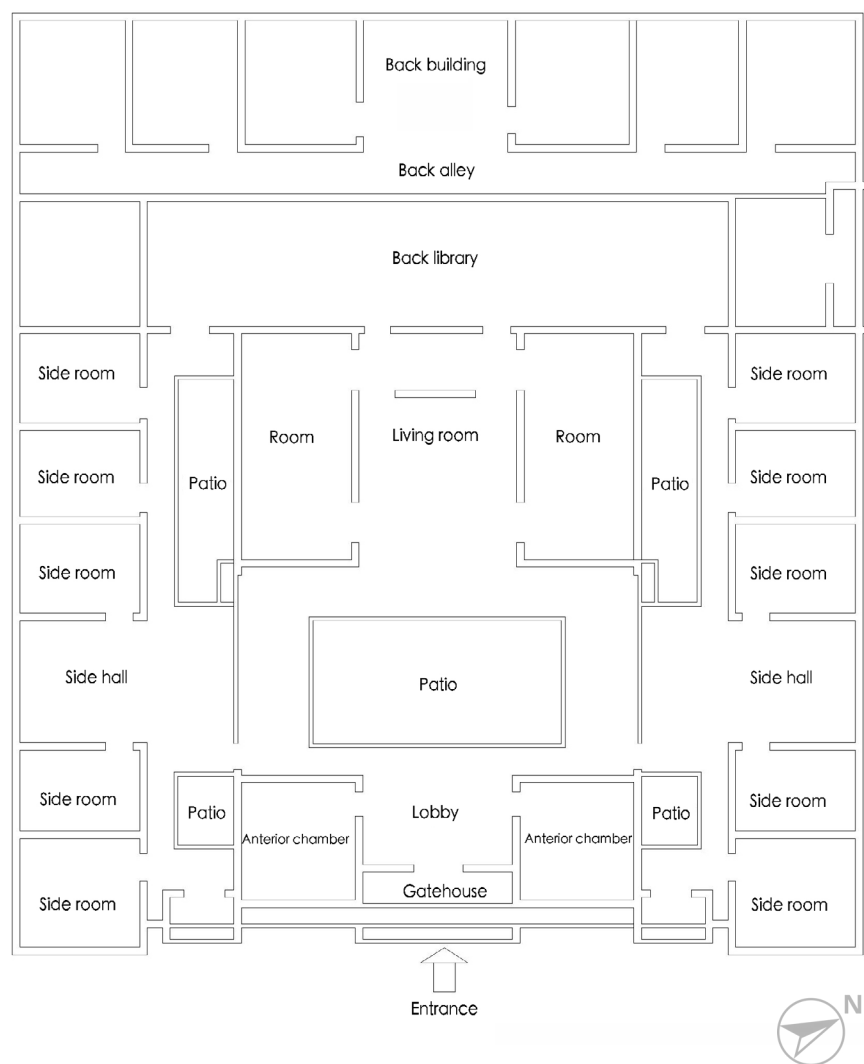 Back building
Back alley
Back library
Side room
Side room
Room
Living room
Room
Side room
Patio
Patio
Side room
Side room
Side room
Side hall
Patio
Side hall
Side room
Patio
Lobby
Patio
Side room
Anterior chamber
Anterior chamber
Side room
Gatehouse
Side room
Entrance
N